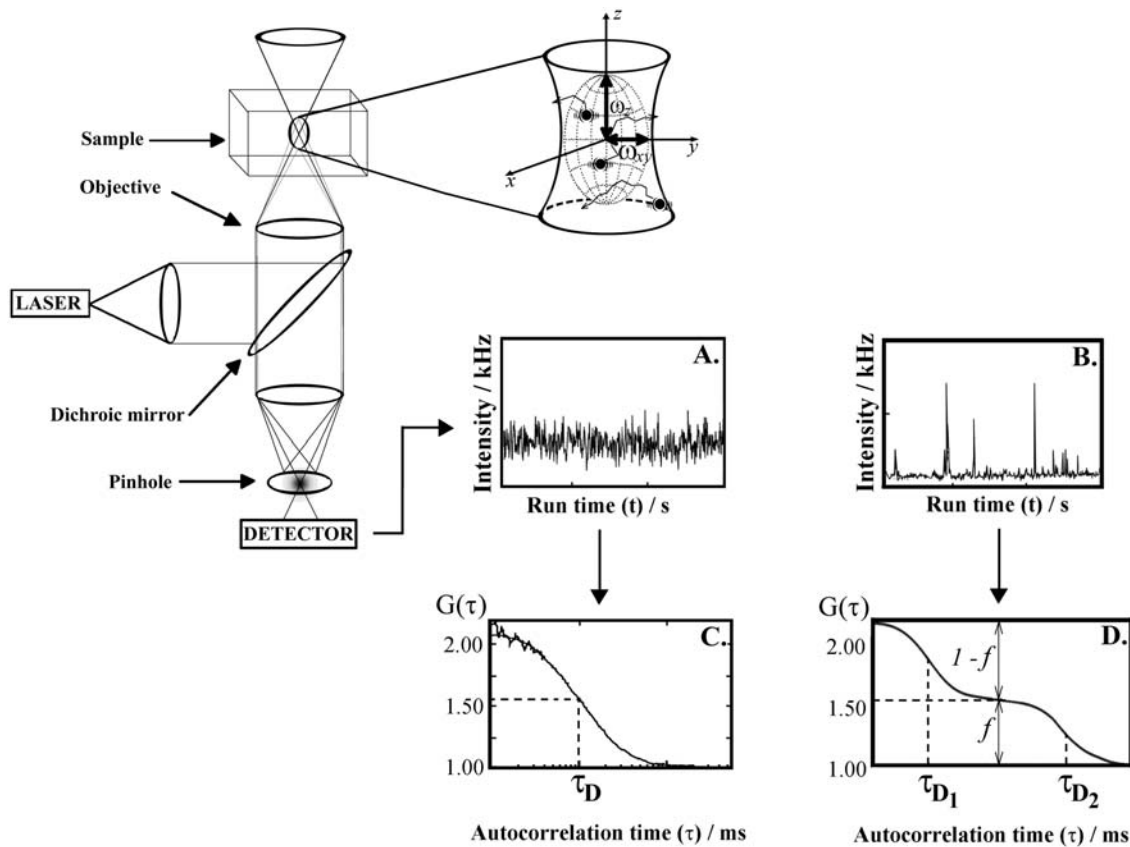 z
ω_z
ω_xy
y
x
Sample
Objective
LASER
Dichroic mirror
Pinhole
DETECTOR
A.
Intensity / kHz
Run time (t) / s
B.
Intensity / kHz
Run time (t) / s
G(τ)
C.
2.00
1.50
1.00
τ_D
Autocorrelation time (τ) / ms
G(τ)
D.
2.00
1 - f
1.50
f
1.00
τ_D₁
τ_D₂
Autocorrelation time (τ) / ms